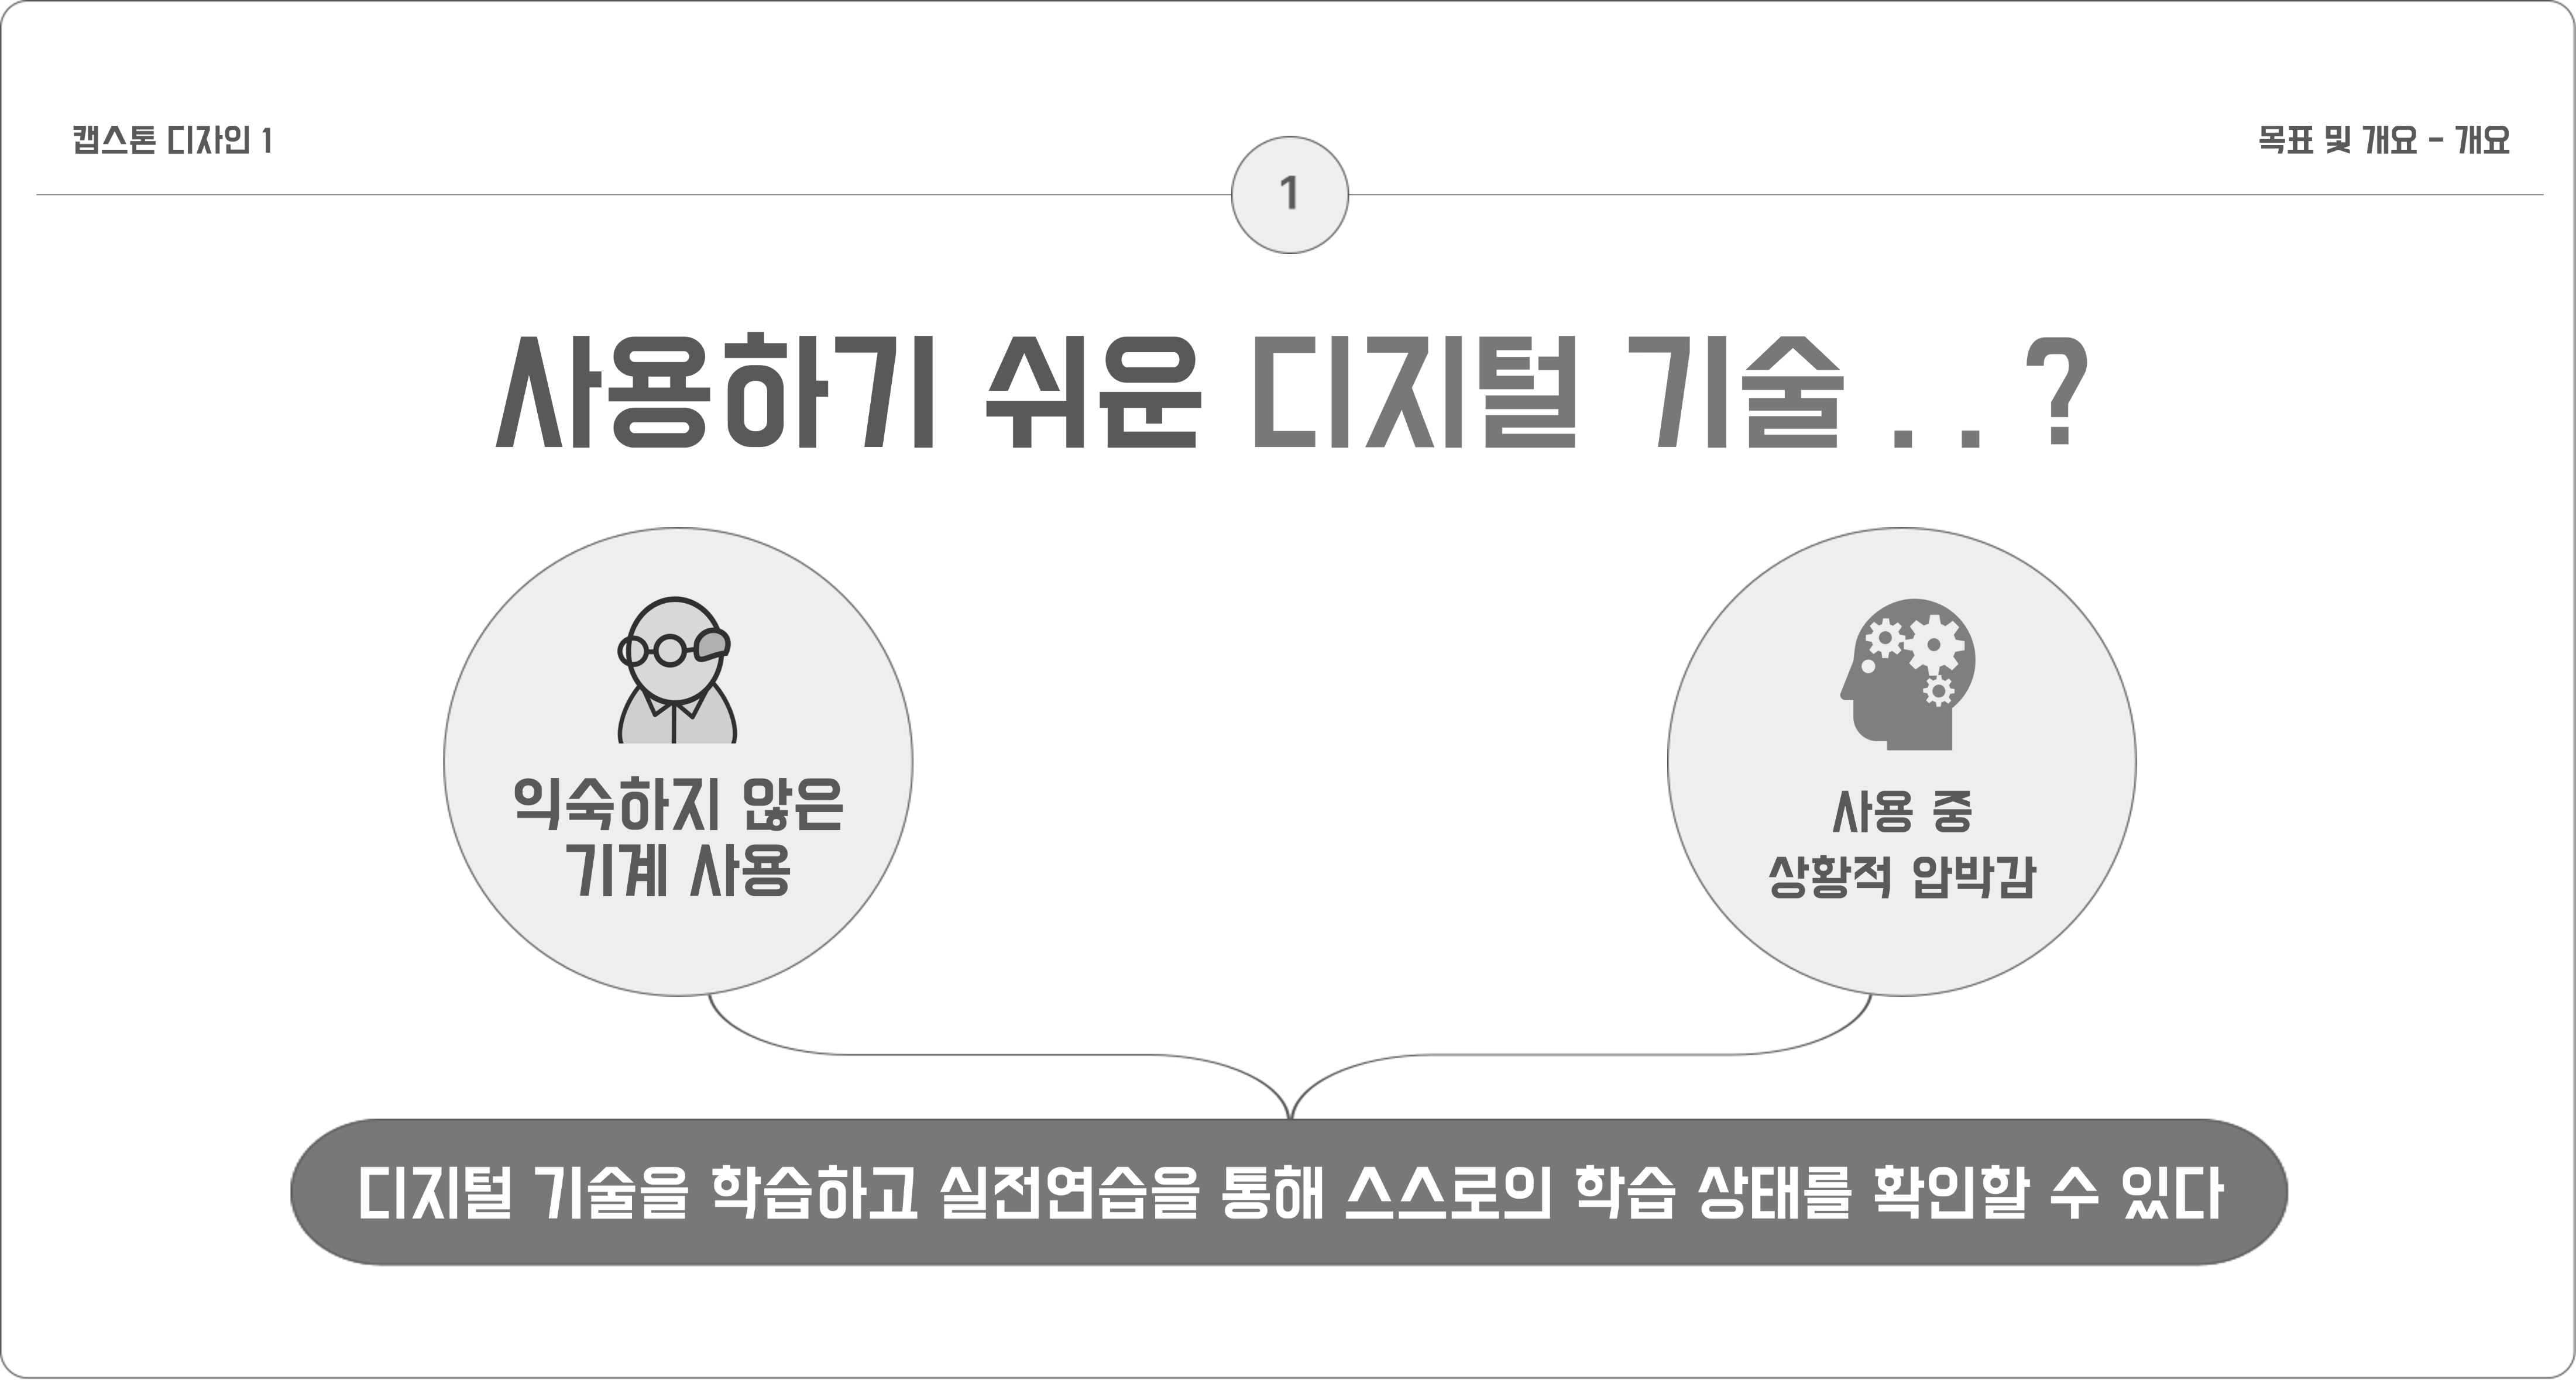 캡스톤 디자인 1
목표 및 개요 - 개요
1
사용하기 쉬운 디지털 기술 . . ?
익숙하지 않은
기계 사용
사용 중
상황적 압박감
디지털 기술을 학습하고 실전연습을 통해 스스로의 학습 상태를 확인할 수 있다